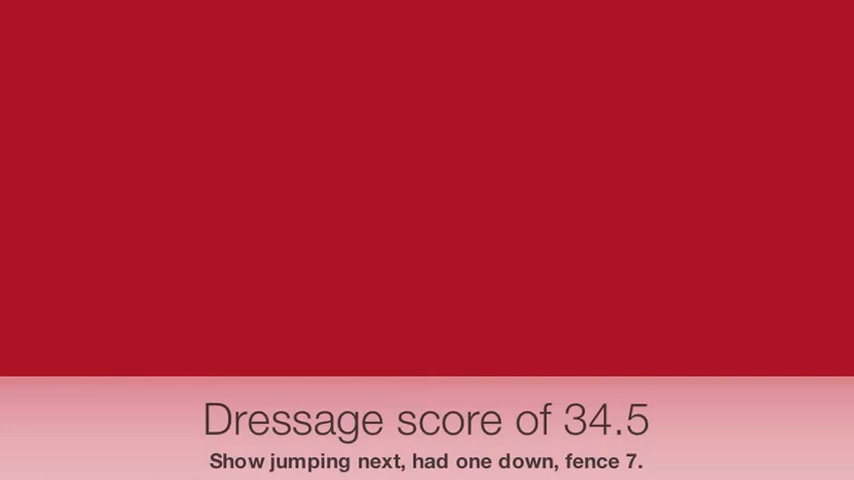 Dressage score of 34.5
Show jumping next, had one down, fence 7.